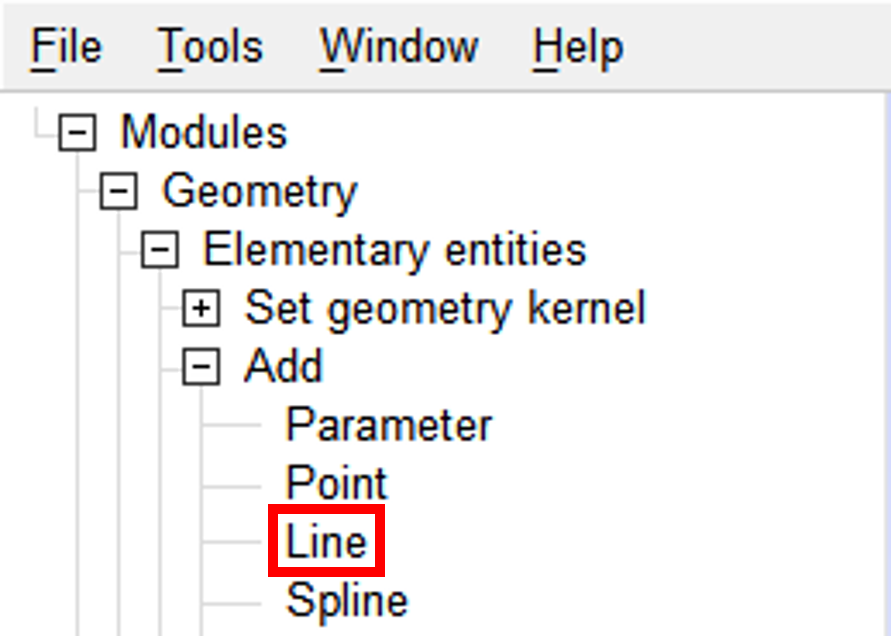 File Tools Window Help
Modules
Geometry
Elementary entities
Set geometry kernel
Add
Parameter
Point
Line
Spline